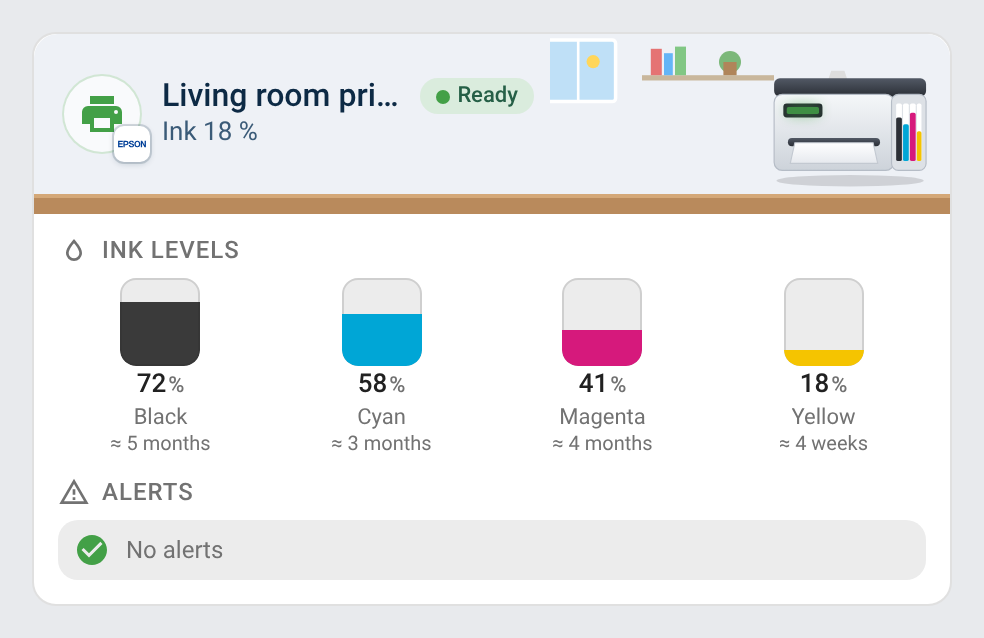 Living room pri...
Ready
Ink 18 %
EPSON
INK LEVELS
72% 58% 41% 18%
Black Cyan Magenta Yellow
≈ 5 months ≈ 3 months ≈ 4 months ≈ 4 weeks
ALERTS
No alerts